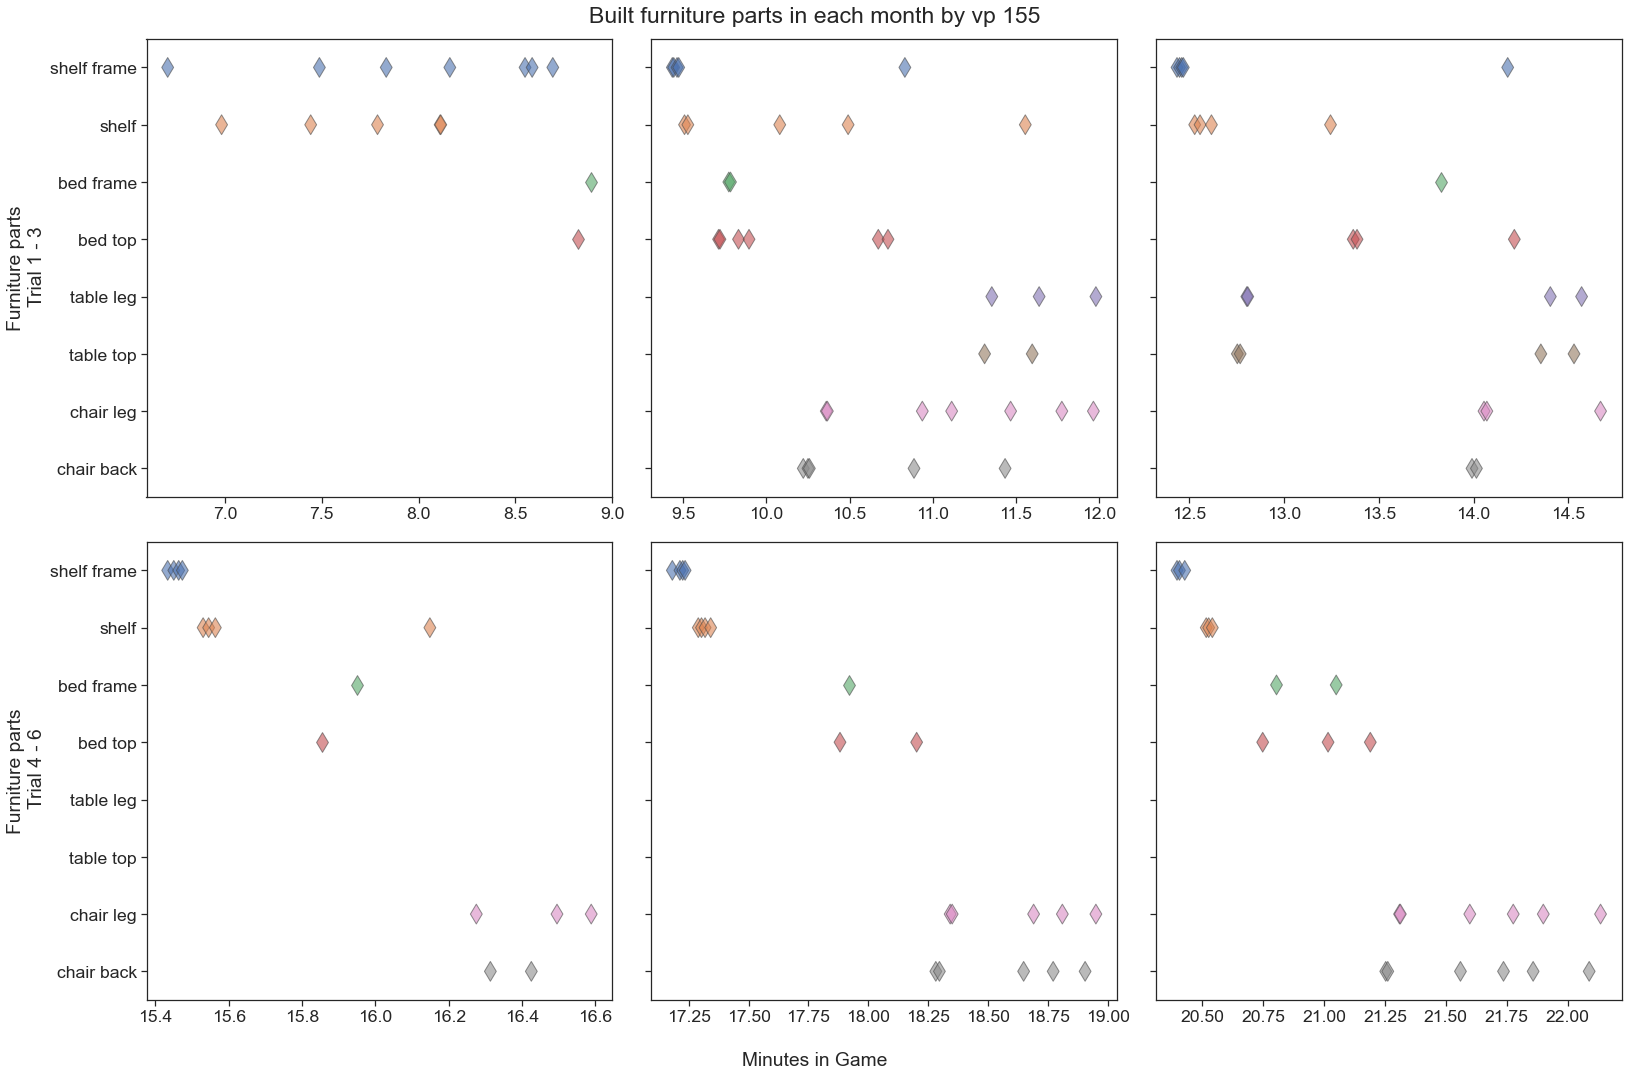 Built furniture parts in each month by vp 155
Furniture parts
Trial 1 - 3
shelf frame
shelf
bed frame
bed top
table leg
table top
chair leg
chair back
7.0 7.5 8.0 8.5 9.0
9.5 10.0 10.5 11.0 11.5 12.0
12.5 13.0 13.5 14.0 14.5
Furniture parts
Trial 4 - 6
shelf frame
shelf
bed frame
bed top
table leg
table top
chair leg
chair back
15.4 15.6 15.8 16.0 16.2 16.4 16.6
17.25 17.50 17.75 18.00 18.25 18.50 18.75 19.00
20.50 20.75 21.00 21.25 21.50 21.75 22.00
Minutes in Game